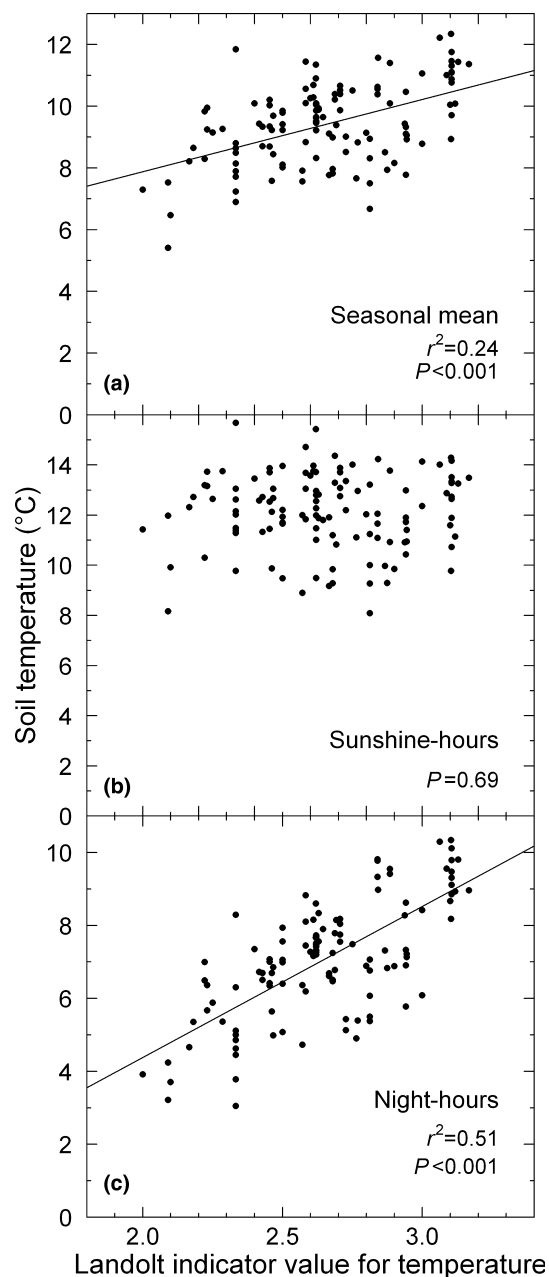 12
10
8
6
4
2
0
Seasonal mean
r²=0.24
P<0.001
(a)
14
12
10
8
6
4
2
0
Sunshine-hours
P=0.69
(b)
Soil temperature (°C)
10
8
6
4
2
0
Night-hours
r²=0.51
P<0.001
(c)
2.0 2.5 3.0
Landolt indicator value for temperature